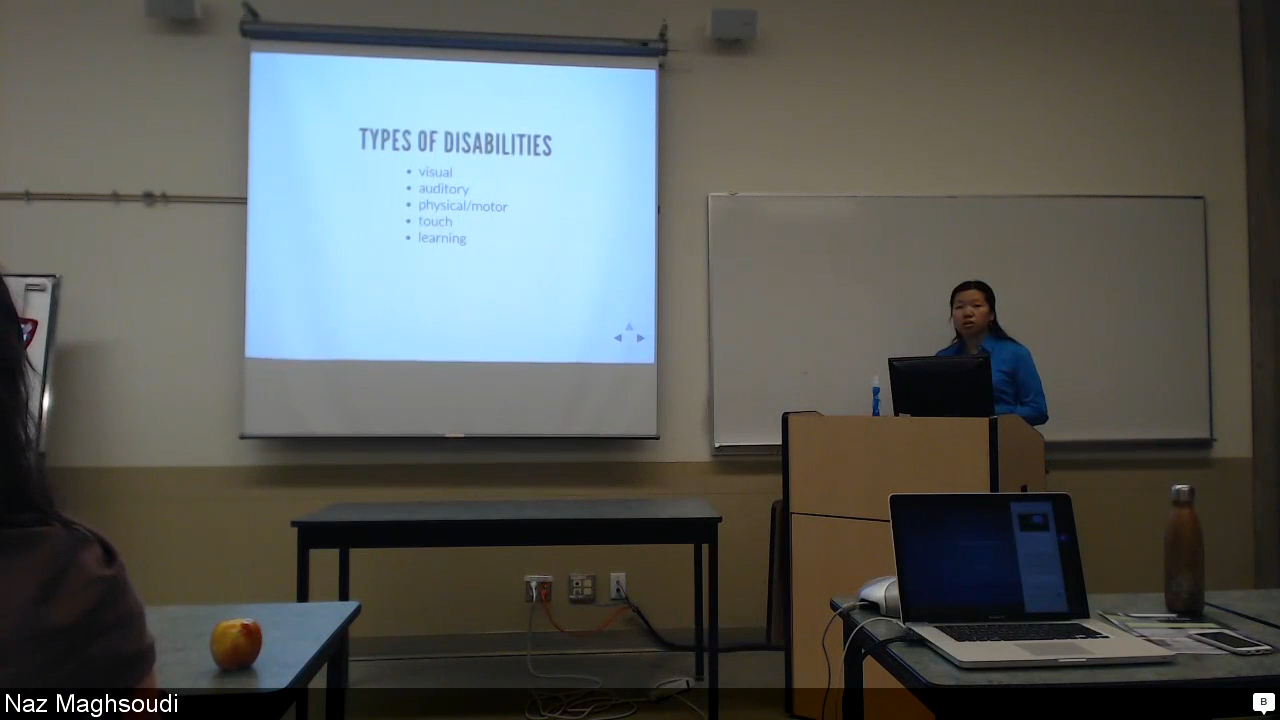 TYPES OF DISABILITIES
• visual
• auditory
• physical/motor
• touch
• learning
Naz Maghsoudi
B